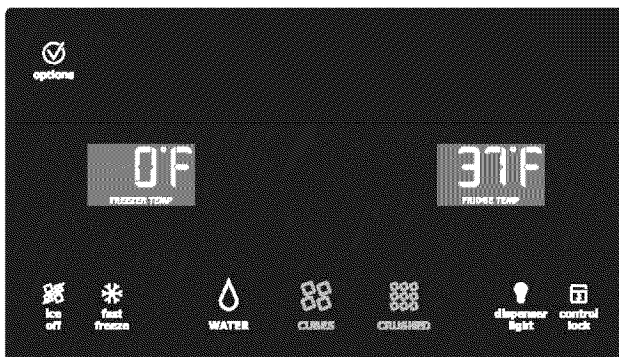 options
0°F
FREEZER TEMP
37°F
FRIDGE TEMP
ice
off
fast
freeze
WATER
CUBES
CRUSHED
dispenser
light
control
lock